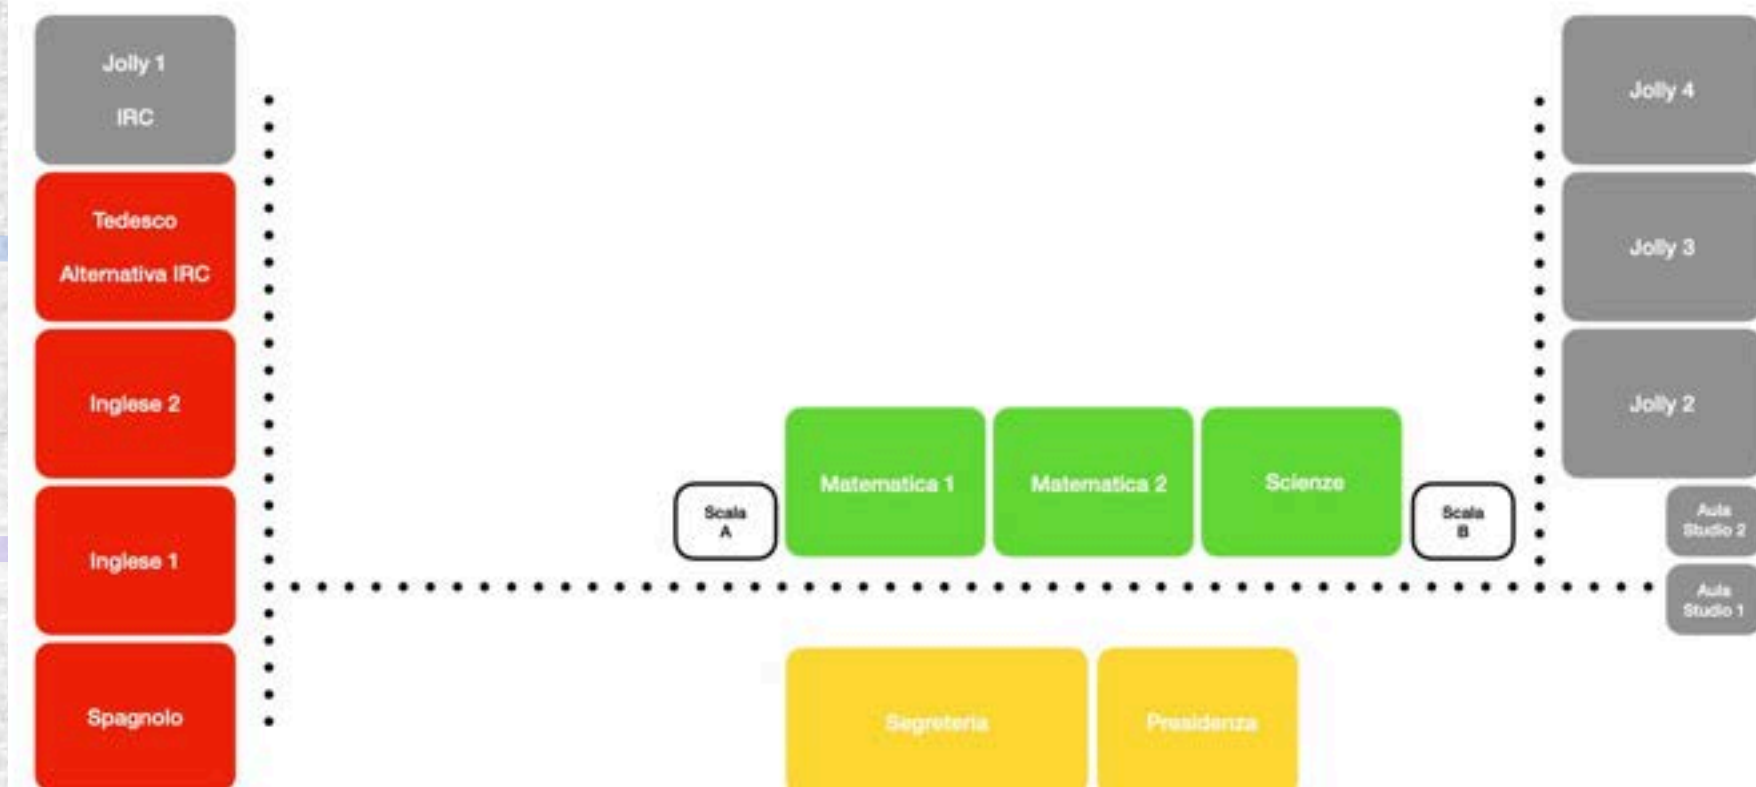 Jolly 1
IRC
Tedesco
Alternativa IRC
Inglese 2
Inglese 1
Spagnolo
Scala
A
Matematica 1
Matematica 2
Scienze
Scala
B
Segreteria
Presidenza
Jolly 4
Jolly 3
Jolly 2
Aula
Studio 2
Aula
Studio 1